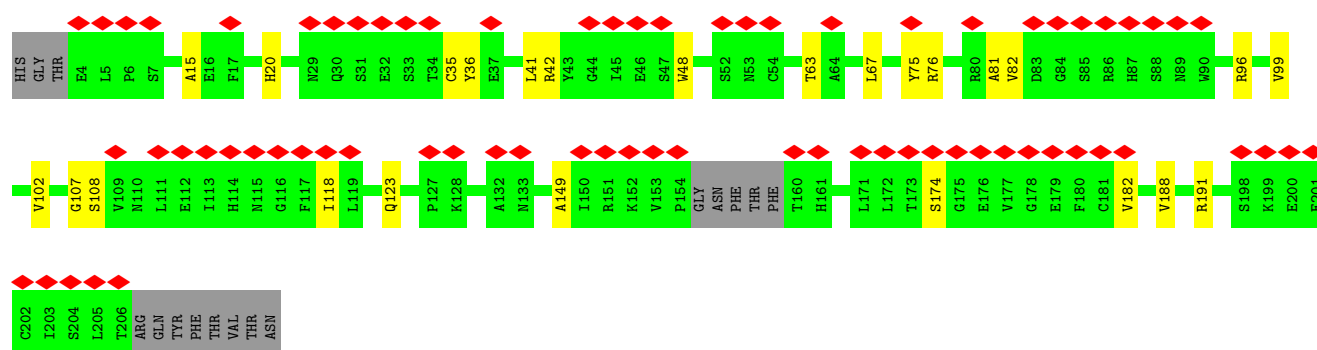 HIS GLY THR E4 L5 P6 S7 A15 E16 F17 H20 N29 Q30 S31 E32 S33 T34 C35 Y36 E37 L41 R42 Y43 G44 I45 E46 S47 W48 S52 N53 C54 T63 A64 L67 Y75 R76 R80 A81 V82 D83 G84 S85 R86 H87 S88 N89 W90 R96 V99
V102 G107 S108 V109 N110 L111 E112 I113 H114 N115 G116 F117 I118 L119 Q123 P127 K128 A132 N133 A149 I150 R151 K152 V153 P154 GLY ASN PHE THR PHE T160 H161 L171 L172 T173 S174 G175 E176 V177 G178 E179 F180 C181 V182 V188 R191 S198 K199 E200
C202 I203 S204 L205 T206 ARG GLN TYR PHE THR VAL THR ASN